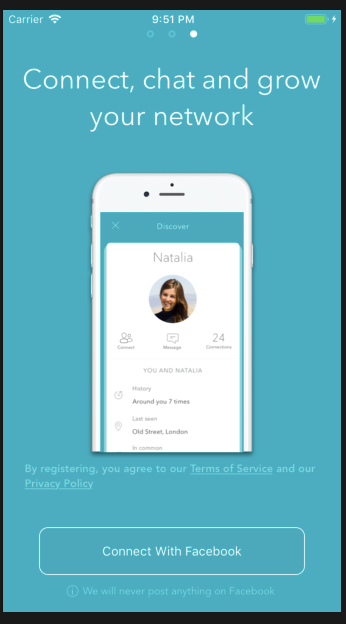 Carrier
9:51 PM
Connect, chat and grow
your network
Discover
Natalia
24
Connect
Message
Connections
YOU AND NATALIA
History
Around you 7 times
Last seen
Old Street, London
In common
By registering, you agree to our Terms of Service and our
Privacy Policy
Connect With Facebook
We will never post anything on Facebook